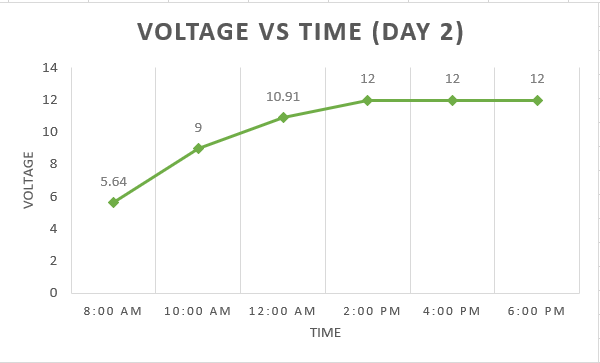 VOLTAGE VS TIME (DAY 2)
14
12
10
8
6
4
2
0
VOLTAGE
5.64
9
10.91
12
12
12
8:00 AM
10:00 AM
12:00 AM
2:00 PM
4:00 PM
6:00 PM
TIME